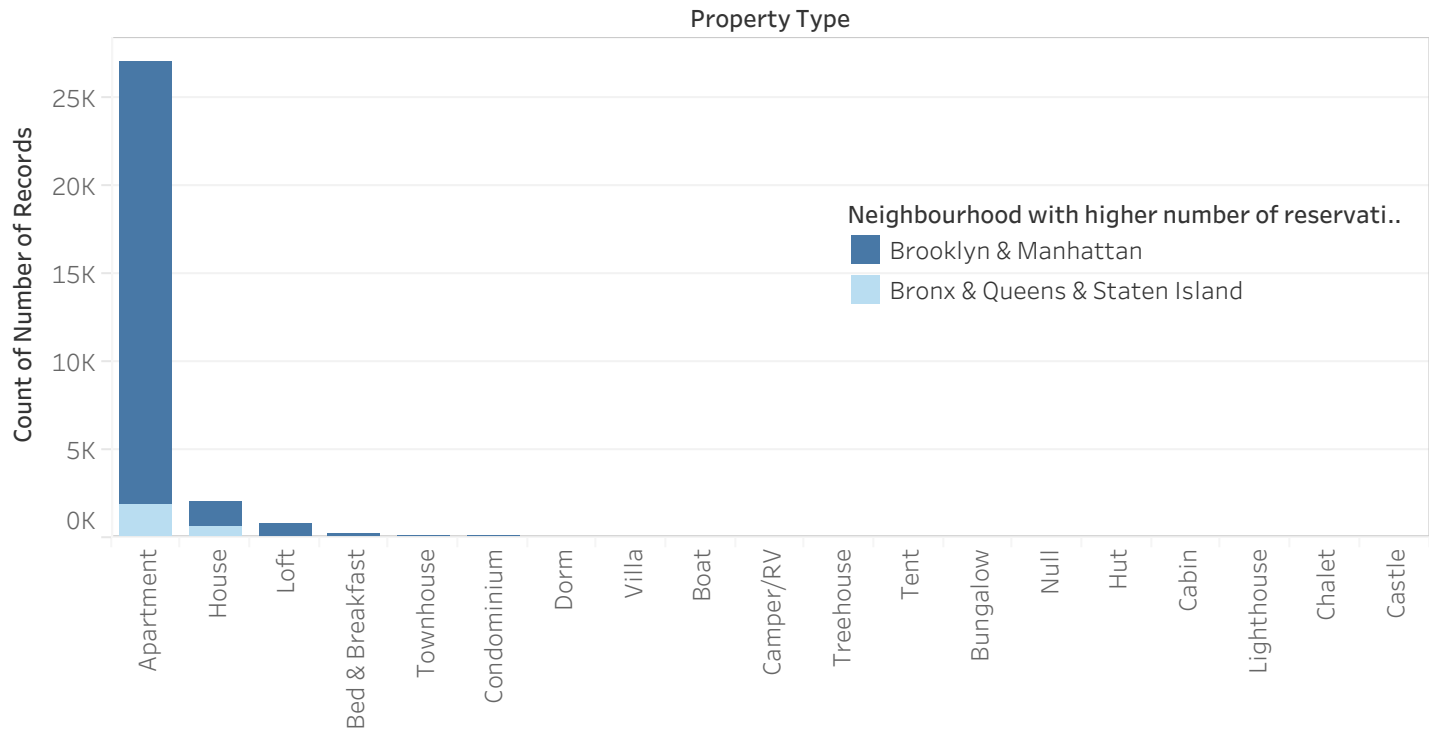 Property Type
Count of Number of Records
25K
20K
15K
10K
5K
0K
Neighbourhood with higher number of reservati..
Brooklyn & Manhattan
Bronx & Queens & Staten Island
Apartment
House
Loft
Bed & Breakfast
Townhouse
Condominium
Dorm
Villa
Boat
Camper/RV
Treehouse
Tent
Bungalow
Null
Hut
Cabin
Lighthouse
Chalet
Castle